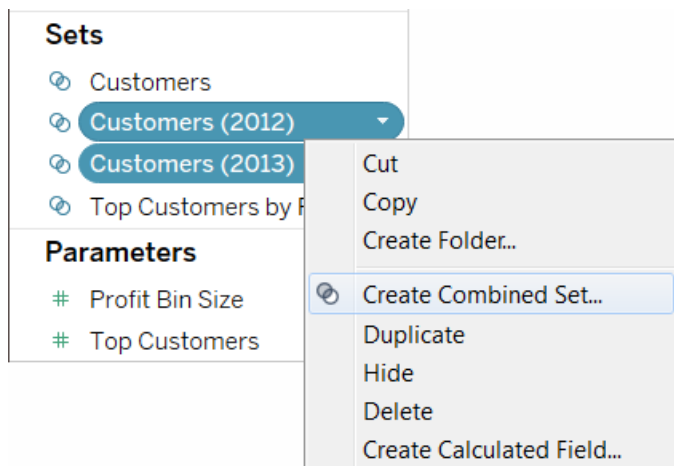 Sets
Customers
Customers (2012)
Customers (2013)
Top Customers by
Parameters
# Profit Bin Size
# Top Customers
Cut
Copy
Create Folder...
Create Combined Set...
Duplicate
Hide
Delete
Create Calculated Field...